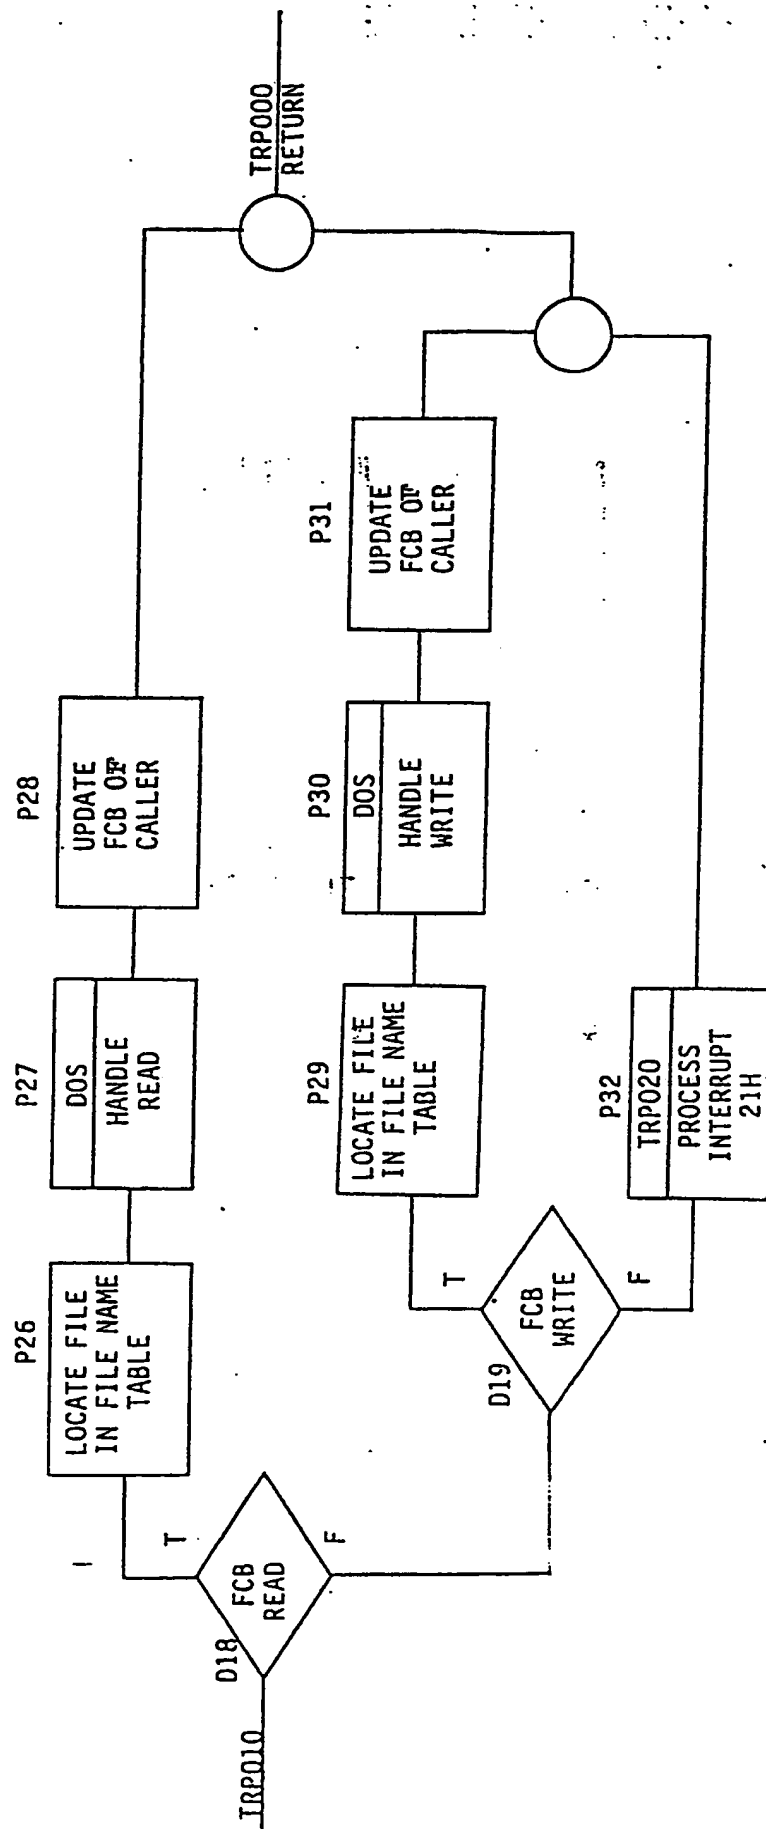 TRP010
D18
FCB
READ
T
F
P26
LOCATE FILE
IN FILE NAME
TABLE
P27
DOS
HANDLE
READ
P28
UPDATE
FCB OF
CALLER
D19
FCB
WRITE
T
F
P29
LOCATE FILE
IN FILE NAME
TABLE
P30
DOS
HANDLE
WRITE
P31
UPDATE
FCB OF
CALLER
P32
TRP020
PROCESS
INTERRUPT
21H
TRP000
RETURN